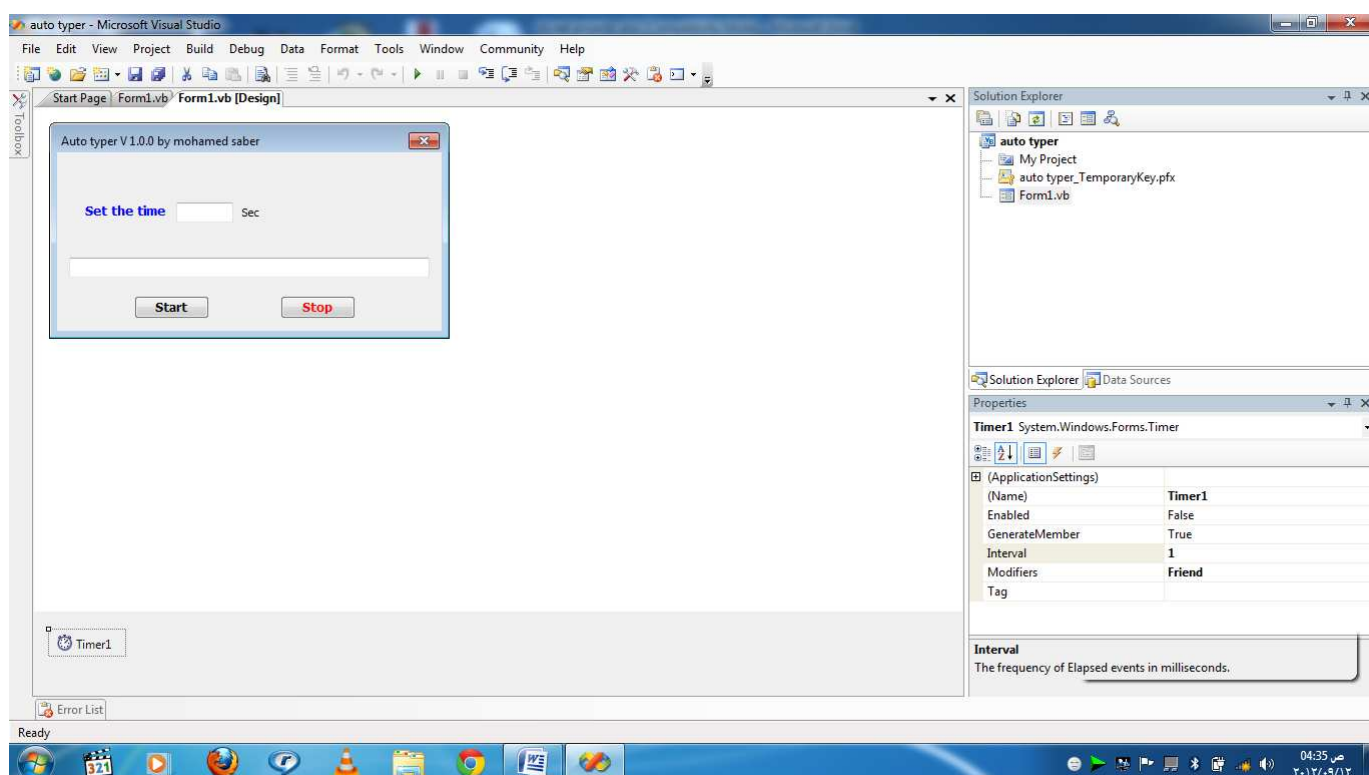 auto typer - Microsoft Visual Studio
File Edit View Project Build Debug Data Format Tools Window Community Help
Toolbox
Start Page Form1.vb Form1.vb [Design]
Auto typer V 1.0.0 by mohamed saber
Set the time Sec
Start Stop
Timer1
Error List
Ready
Solution Explorer
auto typer
My Project
auto typer_TemporaryKey.pfx
Form1.vb
Solution Explorer Data Sources
Properties
Timer1 System.Windows.Forms.Timer
(ApplicationSettings)
(Name) Timer1
Enabled False
GenerateMember True
Interval 1
Modifiers Friend
Tag
Interval
The frequency of Elapsed events in milliseconds.
321
04:35 ص